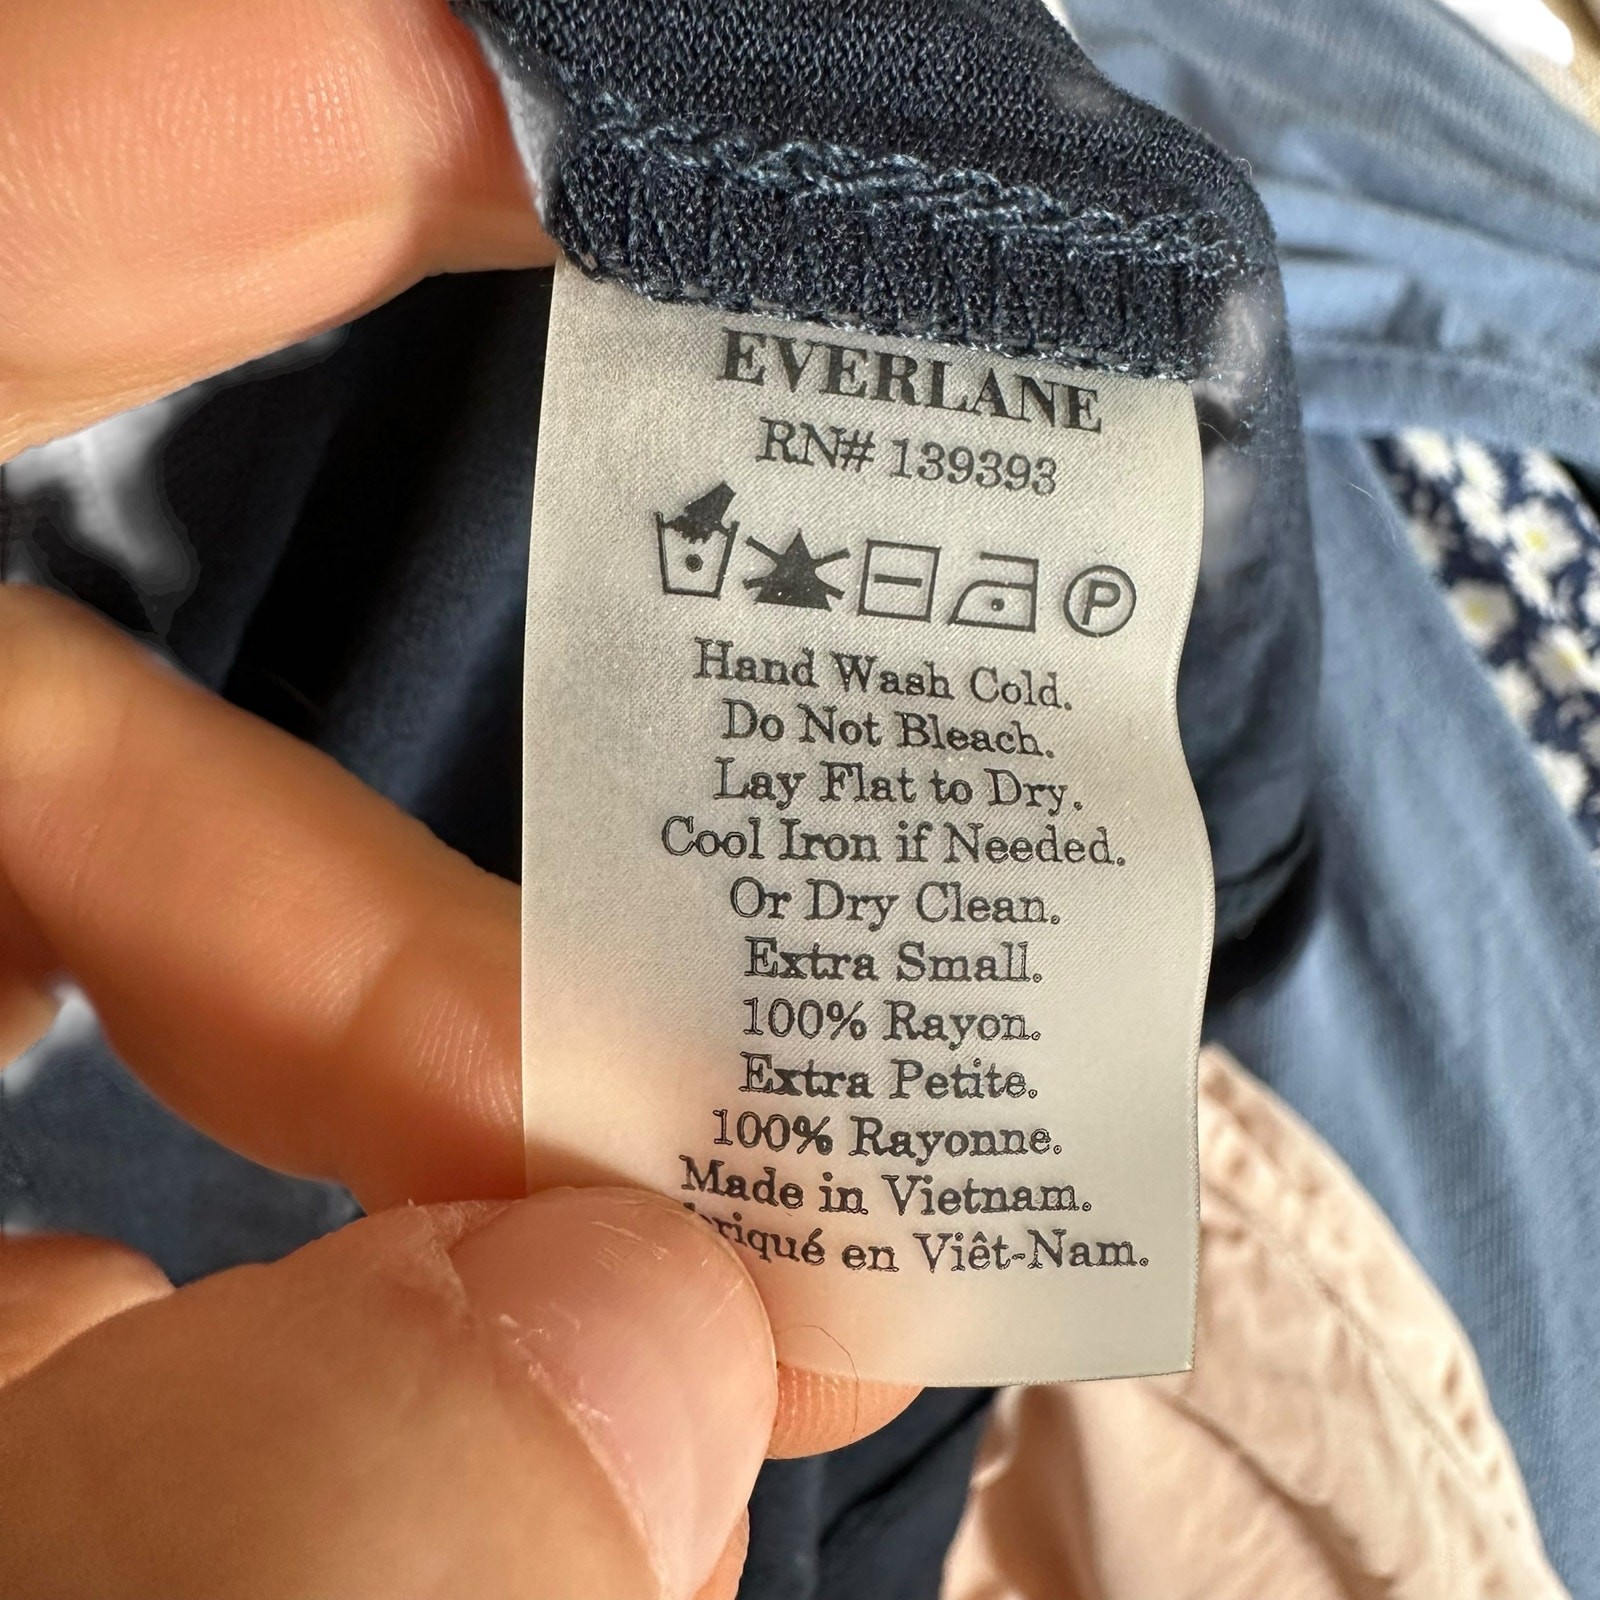 EVERLANE
RN# 139393
P
Hand Wash Cold.
Do Not Bleach.
Lay Flat to Dry.
Cool Iron if Needed.
Or Dry Clean.
Extra Small.
100% Rayon.
Extra Petite.
100% Rayonne.
Made in Vietnam.
en Viêt-Nam.